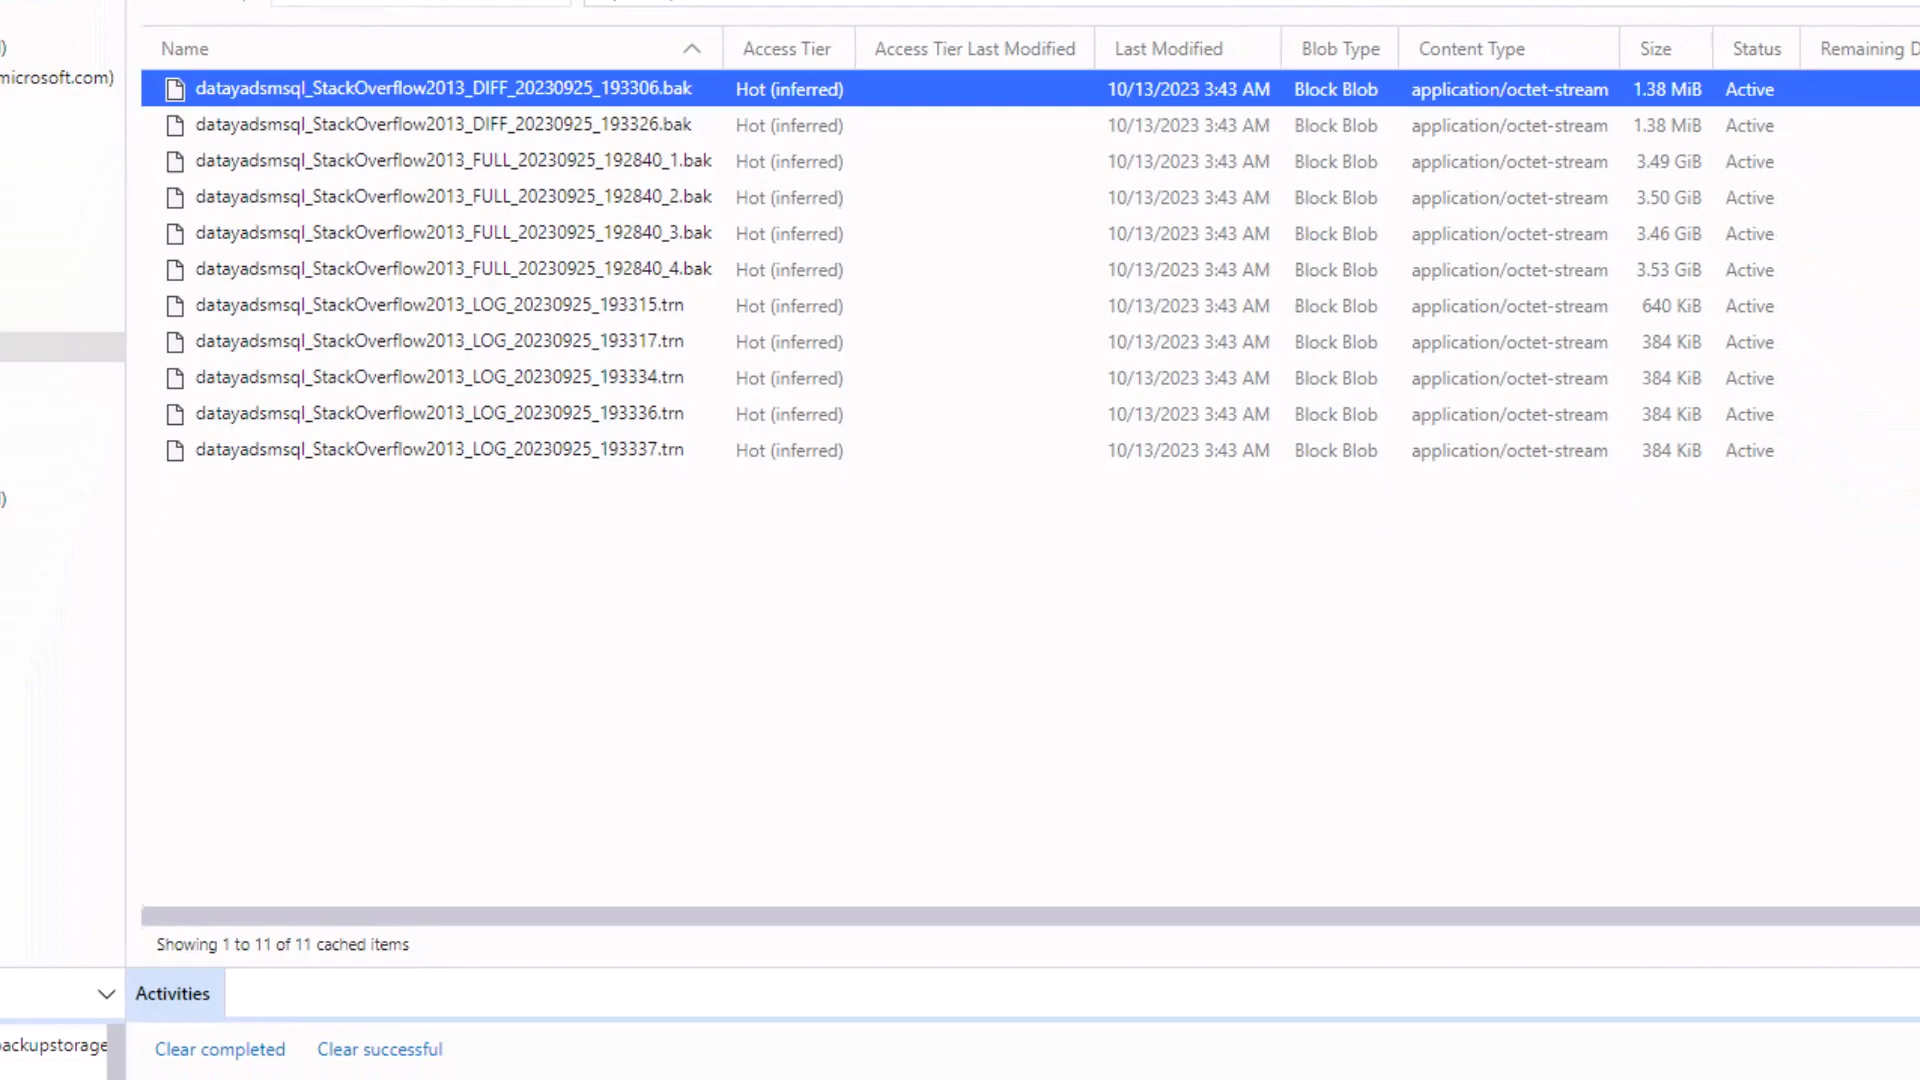 Name Access Tier Access Tier Last Modified Last Modified Blob Type Content Type Size Status Remaining D
datayadsmsql_StackOverflow2013_DIFF_20230925_193306.bak Hot (inferred) 10/13/2023 3:43 AM Block Blob application/octet-stream 1.38 MiB Active
datayadsmsql_StackOverflow2013_DIFF_20230925_193326.bak Hot (inferred) 10/13/2023 3:43 AM Block Blob application/octet-stream 1.38 MiB Active
datayadsmsql_StackOverflow2013_FULL_20230925_192840_1.bak Hot (inferred) 10/13/2023 3:43 AM Block Blob application/octet-stream 3.49 GiB Active
datayadsmsql_StackOverflow2013_FULL_20230925_192840_2.bak Hot (inferred) 10/13/2023 3:43 AM Block Blob application/octet-stream 3.50 GiB Active
datayadsmsql_StackOverflow2013_FULL_20230925_192840_3.bak Hot (inferred) 10/13/2023 3:43 AM Block Blob application/octet-stream 3.46 GiB Active
datayadsmsql_StackOverflow2013_FULL_20230925_192840_4.bak Hot (inferred) 10/13/2023 3:43 AM Block Blob application/octet-stream 3.53 GiB Active
datayadsmsql_StackOverflow2013_LOG_20230925_193315.trn Hot (inferred) 10/13/2023 3:43 AM Block Blob application/octet-stream 640 KiB Active
datayadsmsql_StackOverflow2013_LOG_20230925_193317.trn Hot (inferred) 10/13/2023 3:43 AM Block Blob application/octet-stream 384 KiB Active
datayadsmsql_StackOverflow2013_LOG_20230925_193334.trn Hot (inferred) 10/13/2023 3:43 AM Block Blob application/octet-stream 384 KiB Active
datayadsmsql_StackOverflow2013_LOG_20230925_193336.trn Hot (inferred) 10/13/2023 3:43 AM Block Blob application/octet-stream 384 KiB Active
datayadsmsql_StackOverflow2013_LOG_20230925_193337.trn Hot (inferred) 10/13/2023 3:43 AM Block Blob application/octet-stream 384 KiB Active
Showing 1 to 11 of 11 cached items
)
microsoft.com)
)
Activities
ackupstorage
Clear completed Clear successful